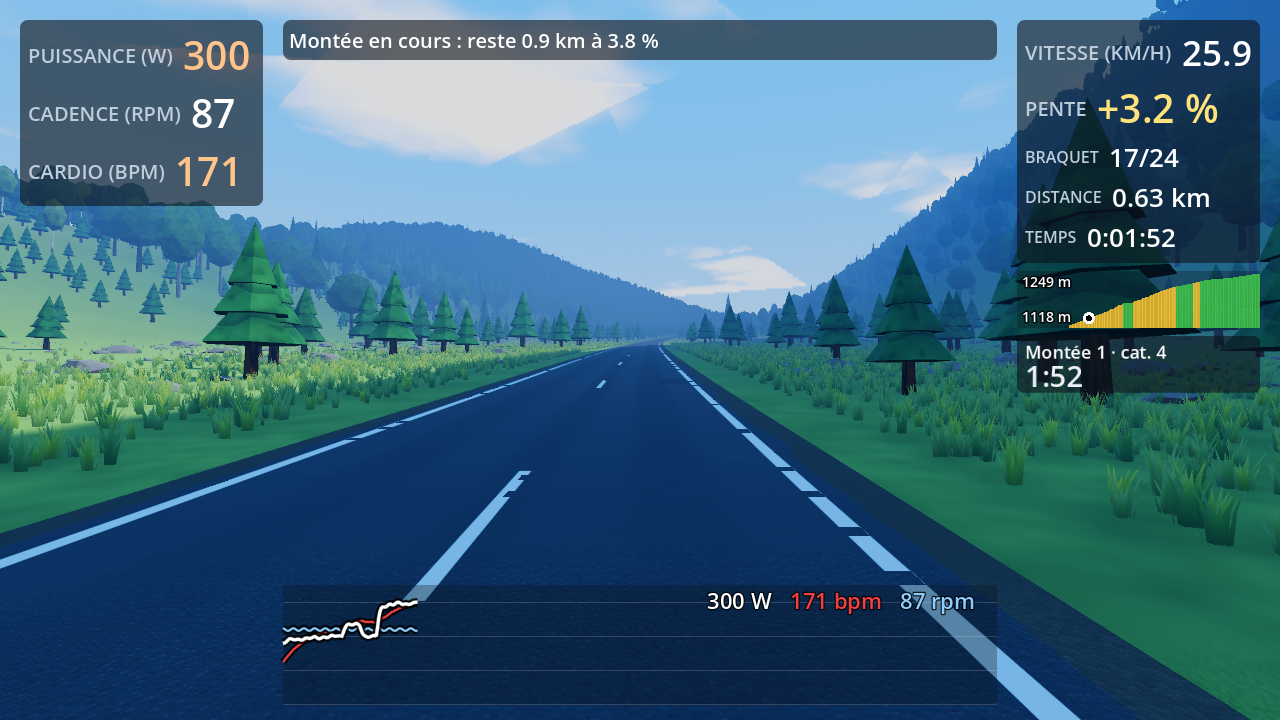 PUISSANCE (W) 300
CADENCE (RPM) 87
CARDIO (BPM) 171
Montée en cours : reste 0.9 km à 3.8 %
VITESSE (KM/H) 25.9
PENTE +3.2 %
BRAQUET 17/24
DISTANCE 0.63 km
TEMPS 0:01:52
1249 m
1118 m
Montée 1 · cat. 4
1:52
300 W 171 bpm 87 rpm